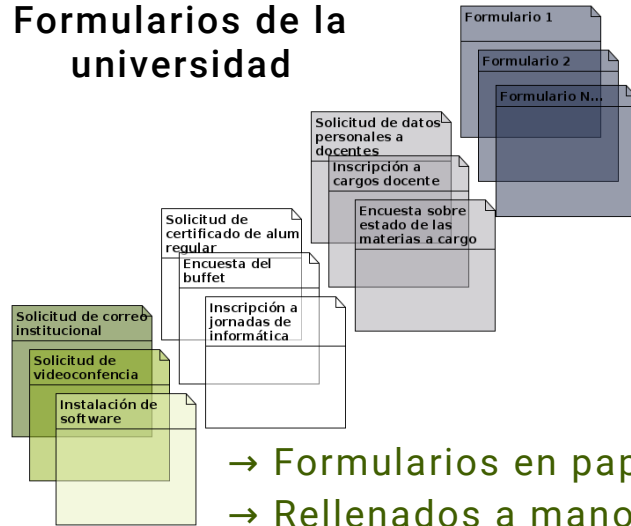 Formularios de la
universidad
Formulario 1
Formulario 2
Formulario N...
Solicitud de datos
personales a
docentes
Inscripción a
cargos docente
Encuesta sobre
estado de las
materias a cargo
Solicitud de
certificado de alum
regular
Encuesta del
buffet
Inscripción a
jornadas de
informática
Solicitud de correo
institucional
Solicitud de
videoconfencia
Instalación de
software
→ Formularios en pap
→ Rellenados a mano